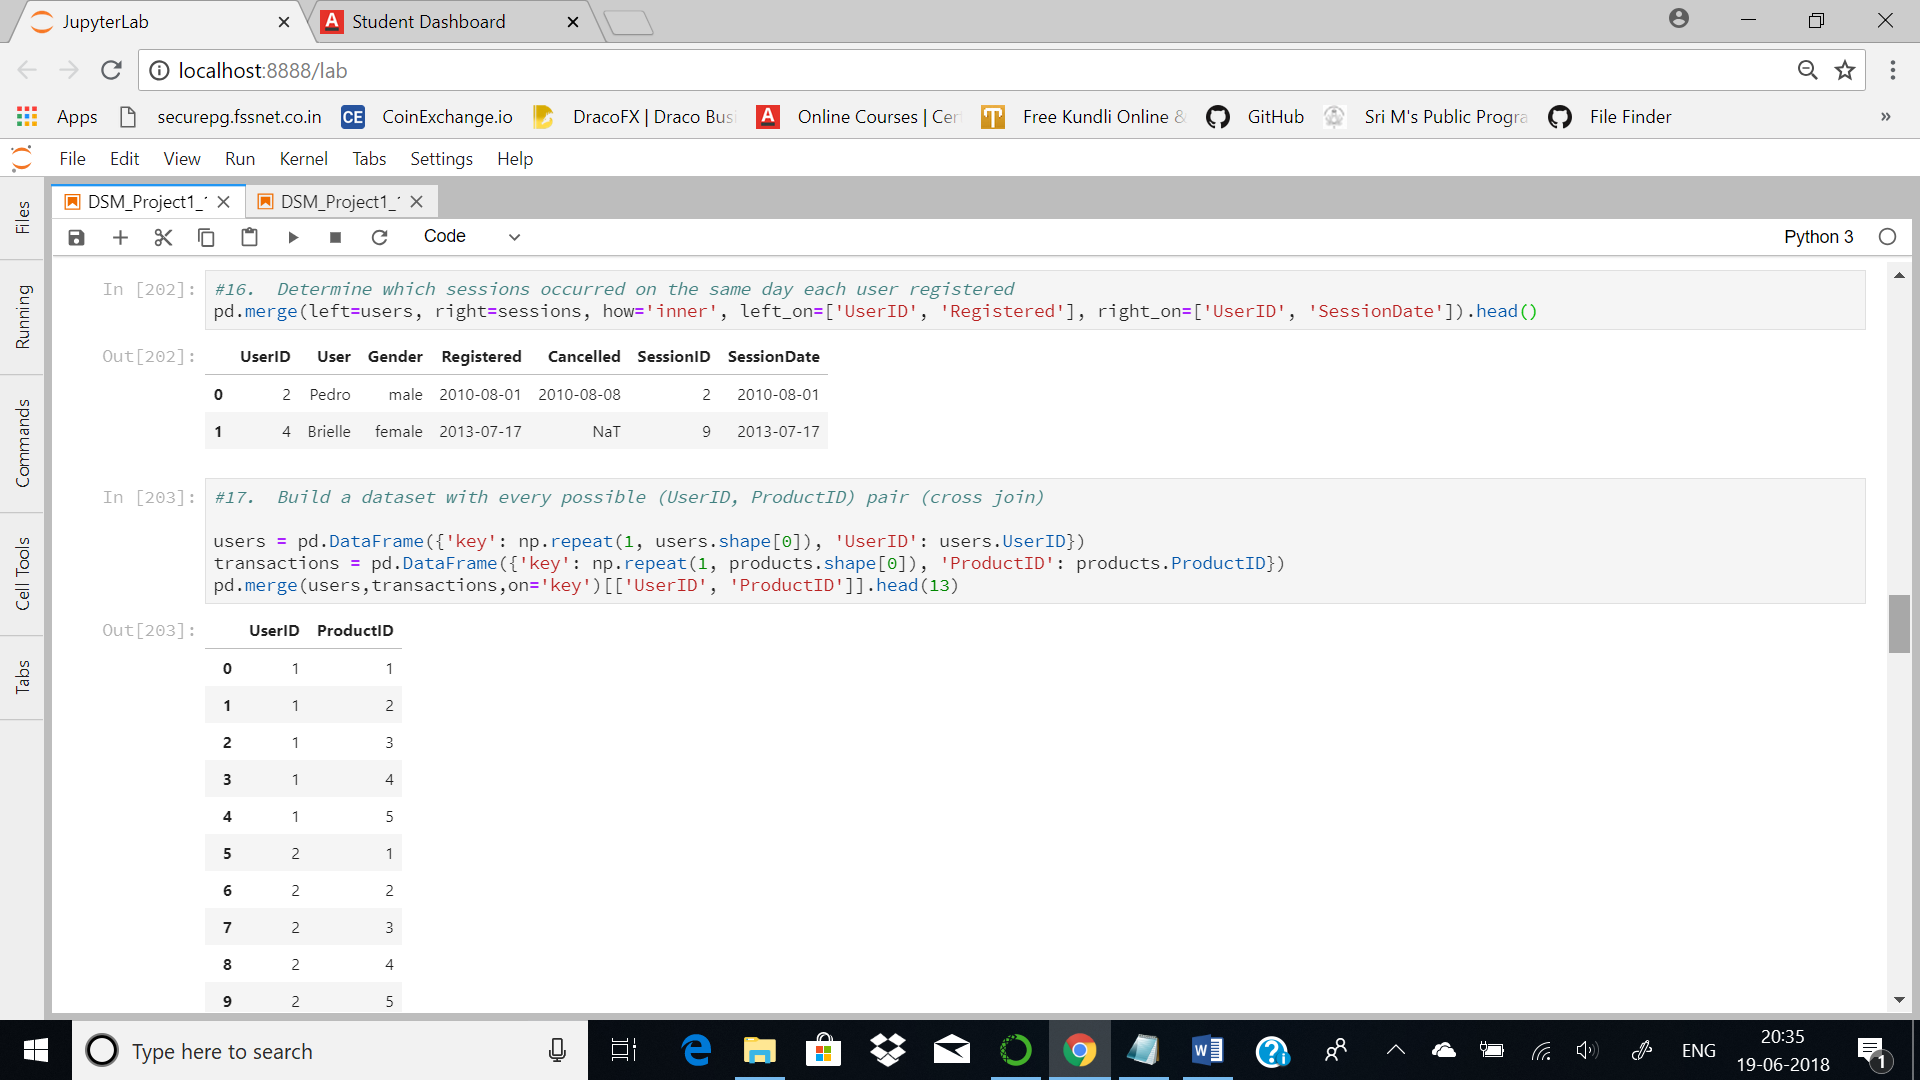 JupyterLab
Student Dashboard
localhost:8888/lab
Apps securepg.fssnet.co.in CE CoinExchange.io DracoFX | Draco Busi A Online Courses | Cer Free Kundli Online & GitHub Sri M's Public Progra File Finder »
File Edit View Run Kernel Tabs Settings Help
DSM_Project1_ DSM_Project1_
Code Python 3
Files
Running
Commands
Cell Tools
Tabs
In [202]: #16.  Determine which sessions occurred on the same day each user registered
pd.merge(left=users, right=sessions, how='inner', left_on=['UserID', 'Registered'], right_on=['UserID', 'SessionDate']).head()
Out[202]: UserID User Gender Registered Cancelled SessionID SessionDate
0 2 Pedro male 2010-08-01 2010-08-08 2 2010-08-01
1 4 Brielle female 2013-07-17 NaT 9 2013-07-17
In [203]: #17.  Build a dataset with every possible (UserID, ProductID) pair (cross join)
users = pd.DataFrame({'key': np.repeat(1, users.shape[0]), 'UserID': users.UserID})
transactions = pd.DataFrame({'key': np.repeat(1, products.shape[0]), 'ProductID': products.ProductID})
pd.merge(users,transactions,on='key')[['UserID', 'ProductID']].head(13)
Out[203]: UserID ProductID
0 1 1
1 1 2
2 1 3
3 1 4
4 1 5
5 2 1
6 2 2
7 2 3
8 2 4
9 2 5
Type here to search
ENG
20:35
19-06-2018
1